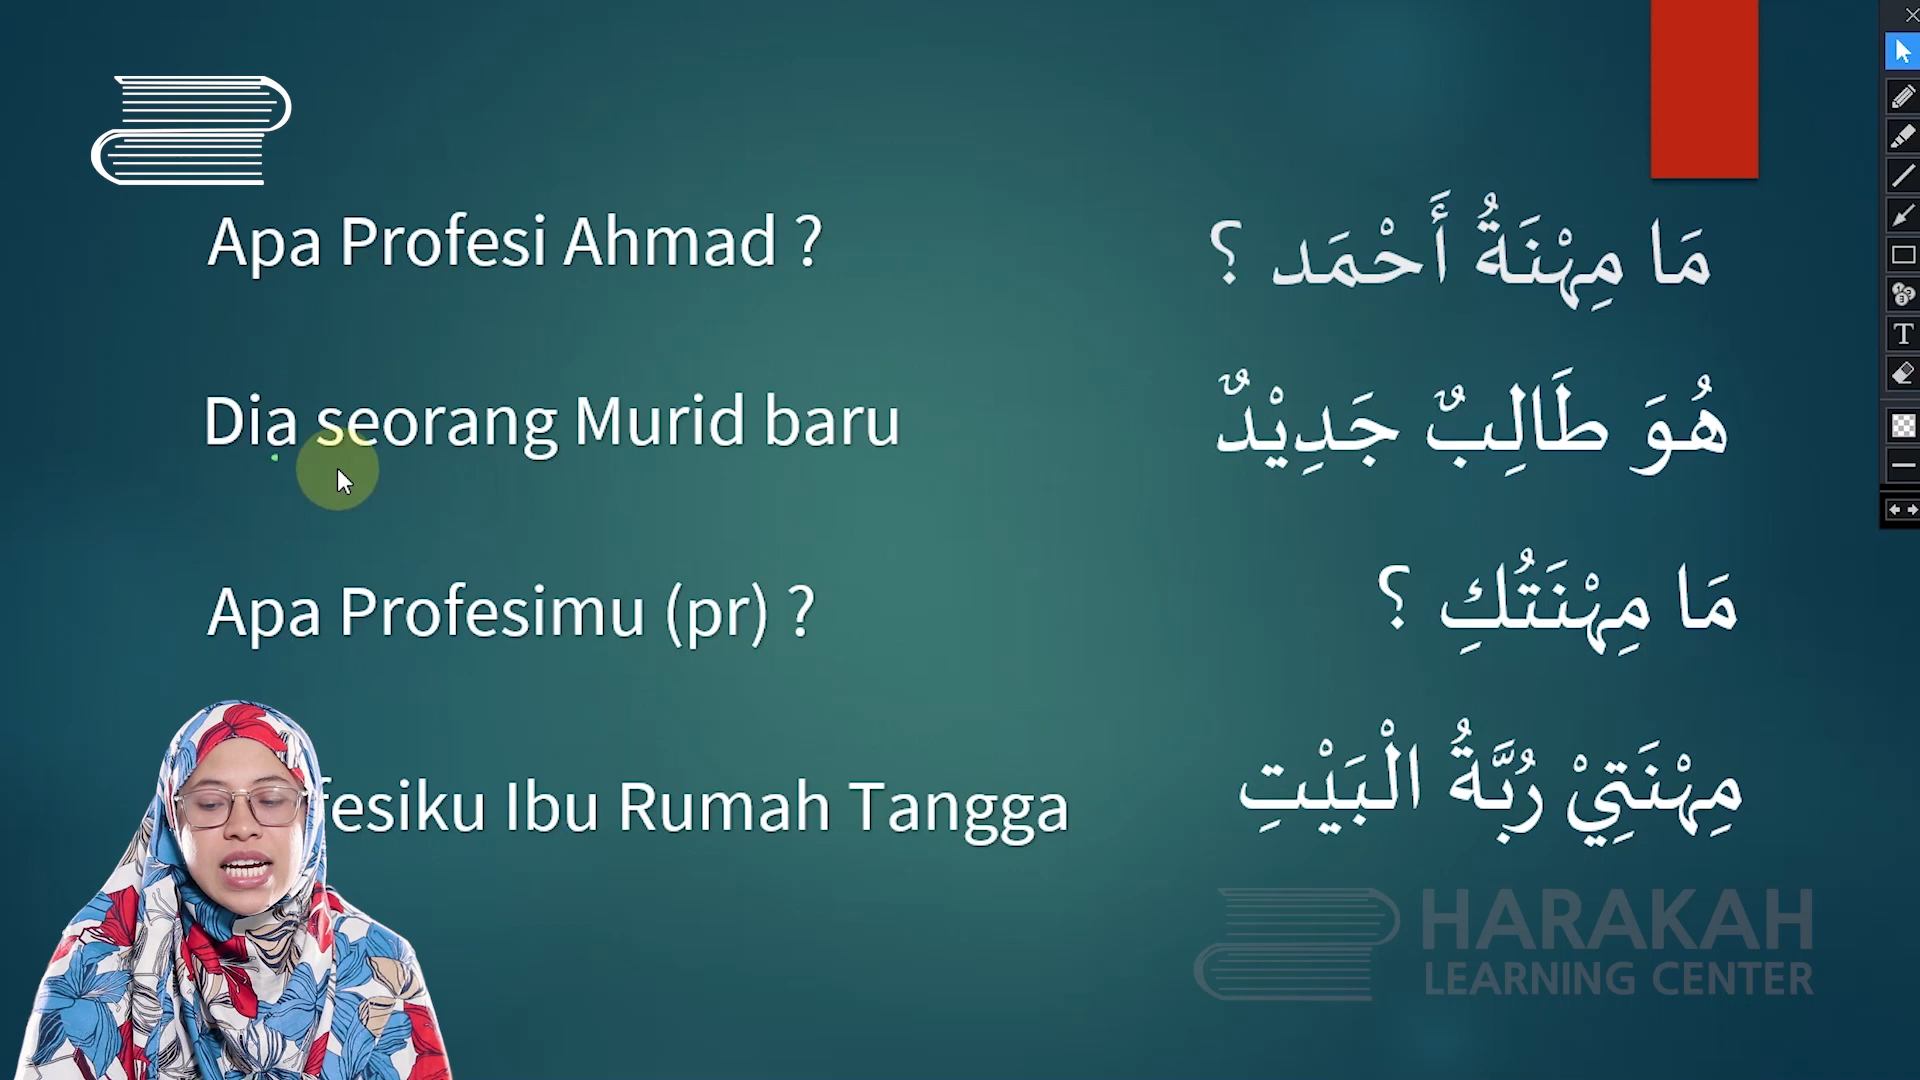 Apa Profesi Ahmad ?
مَا مِهْنَةُ أَحْمَد ؟
Dia seorang Murid baru
هُوَ طَالِبٌ جَدِيْدٌ
Apa Profesimu (pr) ?
مَا مِهْنَتُكِ ؟
fesiku Ibu Rumah Tangga
مِهْنَتِيْ رُبَّةُ الْبَيْتِ
HARAKAH
LEARNING CENTER